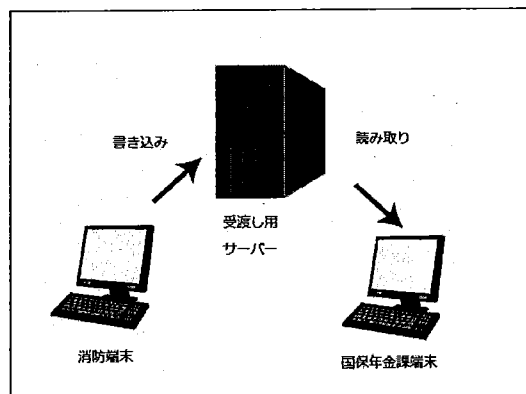 書き込み
読み取り
受渡し用
サーバー
消防端末
国保年金課端末